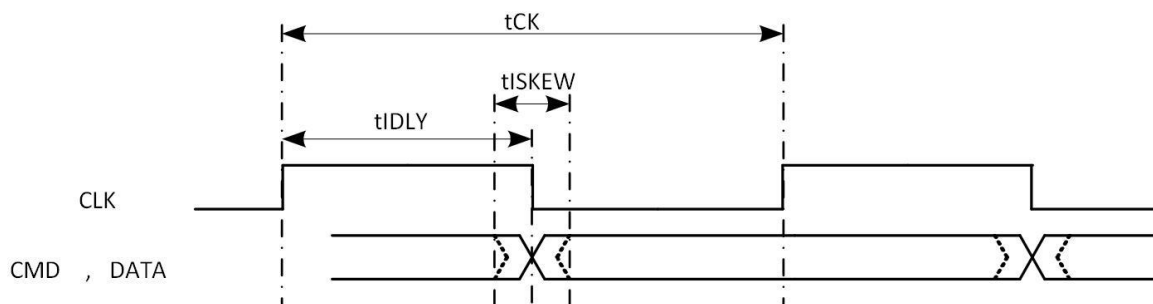 tCK
tISKEW
tIDLY
CLK
CMD , DATA